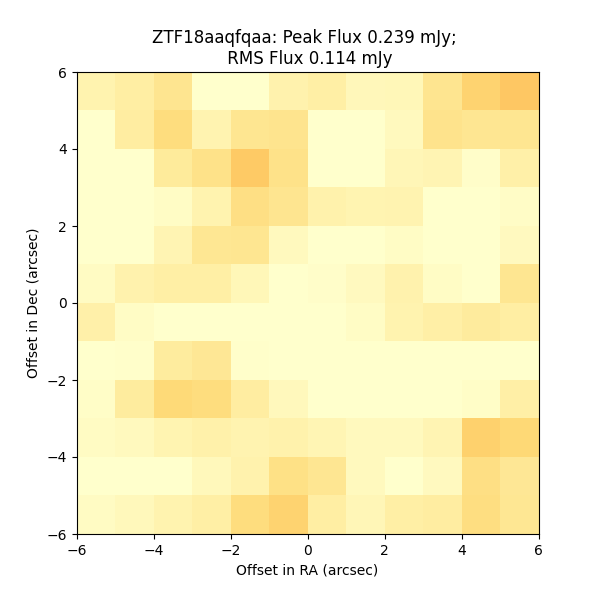 ZTF18aaqfqaa: Peak Flux 0.239 mJy;
RMS Flux 0.114 mJy
6
4
2
0
−2
−4
−6
Offset in Dec (arcsec)
−6 −4 −2 0 2 4 6
Offset in RA (arcsec)